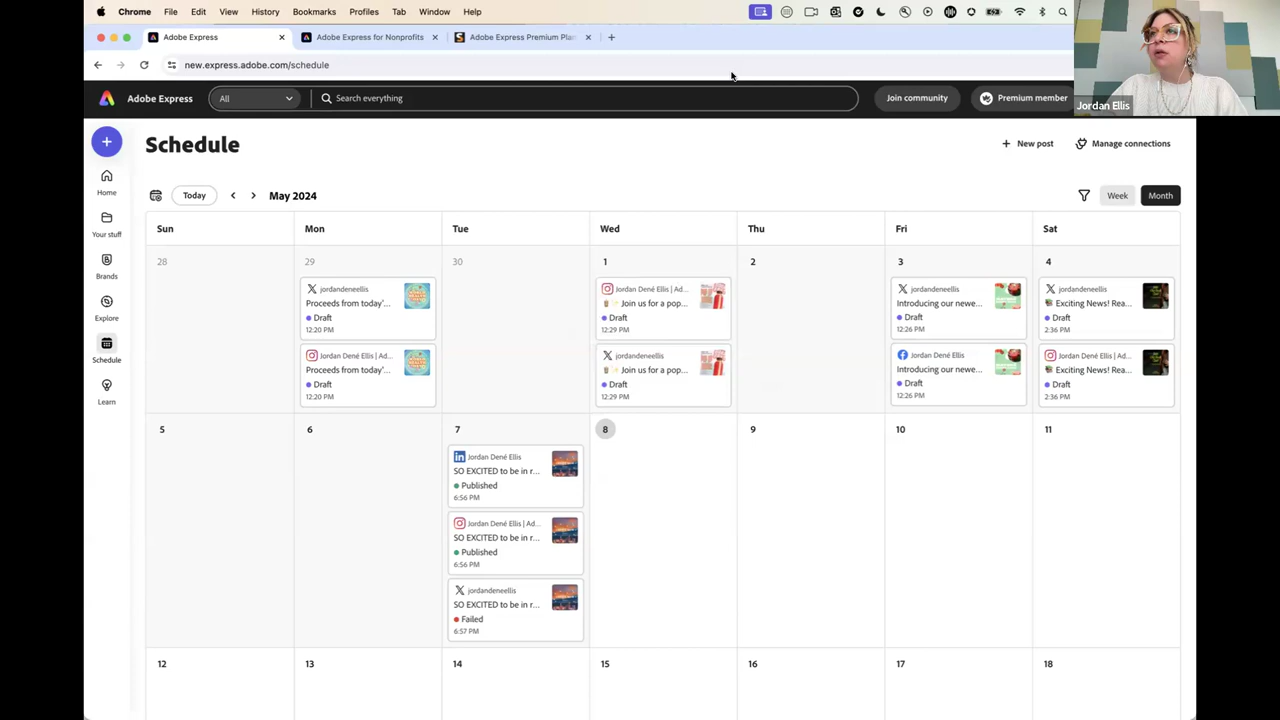 Chrome File Edit View History Bookmarks Profiles Tab Window Help
Adobe Express
Adobe Express for Nonprofits
Adobe Express Premium Pla
new.express.adobe.com/schedule
Jordan Ellis
Adobe Express
All
Search everything
Join community
Premium member
Home
Your stuff
Brands
Explore
Schedule
Learn
Schedule
+ New post
Manage connections
Today
May 2024
Week
Month
Sun Mon Tue Wed Thu Fri Sat
28 29 30 1 2 3 4
jordandeneellis
Proceeds from today'...
Draft
12:20 PM
Jordan Dené Ellis | Ad...
Proceeds from today'...
Draft
12:20 PM
Jordan Dené Ellis | Ad...
Join us for a pop...
Draft
12:29 PM
jordandeneellis
Join us for a pop...
Draft
12:29 PM
jordandeneellis
Introducing our newe...
Draft
12:26 PM
Jordan Dené Ellis
Introducing our newe...
Draft
12:26 PM
jordandeneellis
Exciting News! Rea...
Draft
2:36 PM
Jordan Dené Ellis | Ad...
Exciting News! Rea...
Draft
2:36 PM
5 6 7 8 9 10 11
Jordan Dené Ellis
SO EXCITED to be in r...
Published
6:56 PM
Jordan Dené Ellis | Ad...
SO EXCITED to be in r...
Published
6:56 PM
jordandeneellis
SO EXCITED to be in r...
Failed
6:57 PM
12 13 14 15 16 17 18